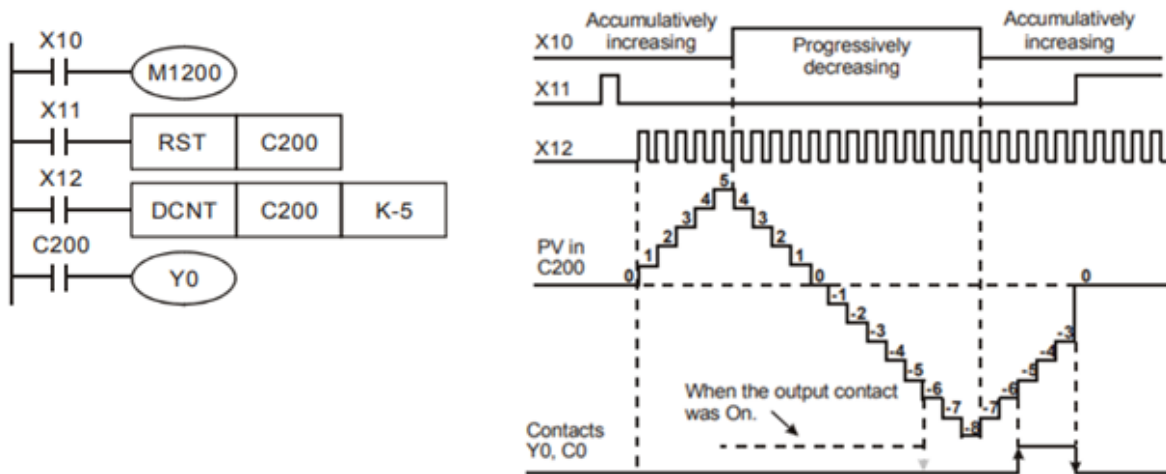 X10
M1200
X11
RST C200
X12
DCNT C200 K-5
C200
Y0
Accumulatively
increasing
Accumulatively
increasing
X10
Progressively
decreasing
X11
X12
PV in
C200
0
1
2
3
4
5
4
3
2
1
0
-1
-2
-3
-4
-5
-6
-7
-8
-7
-6
-5
-4
-3
0
When the output contact
was On.
Contacts
Y0, C0